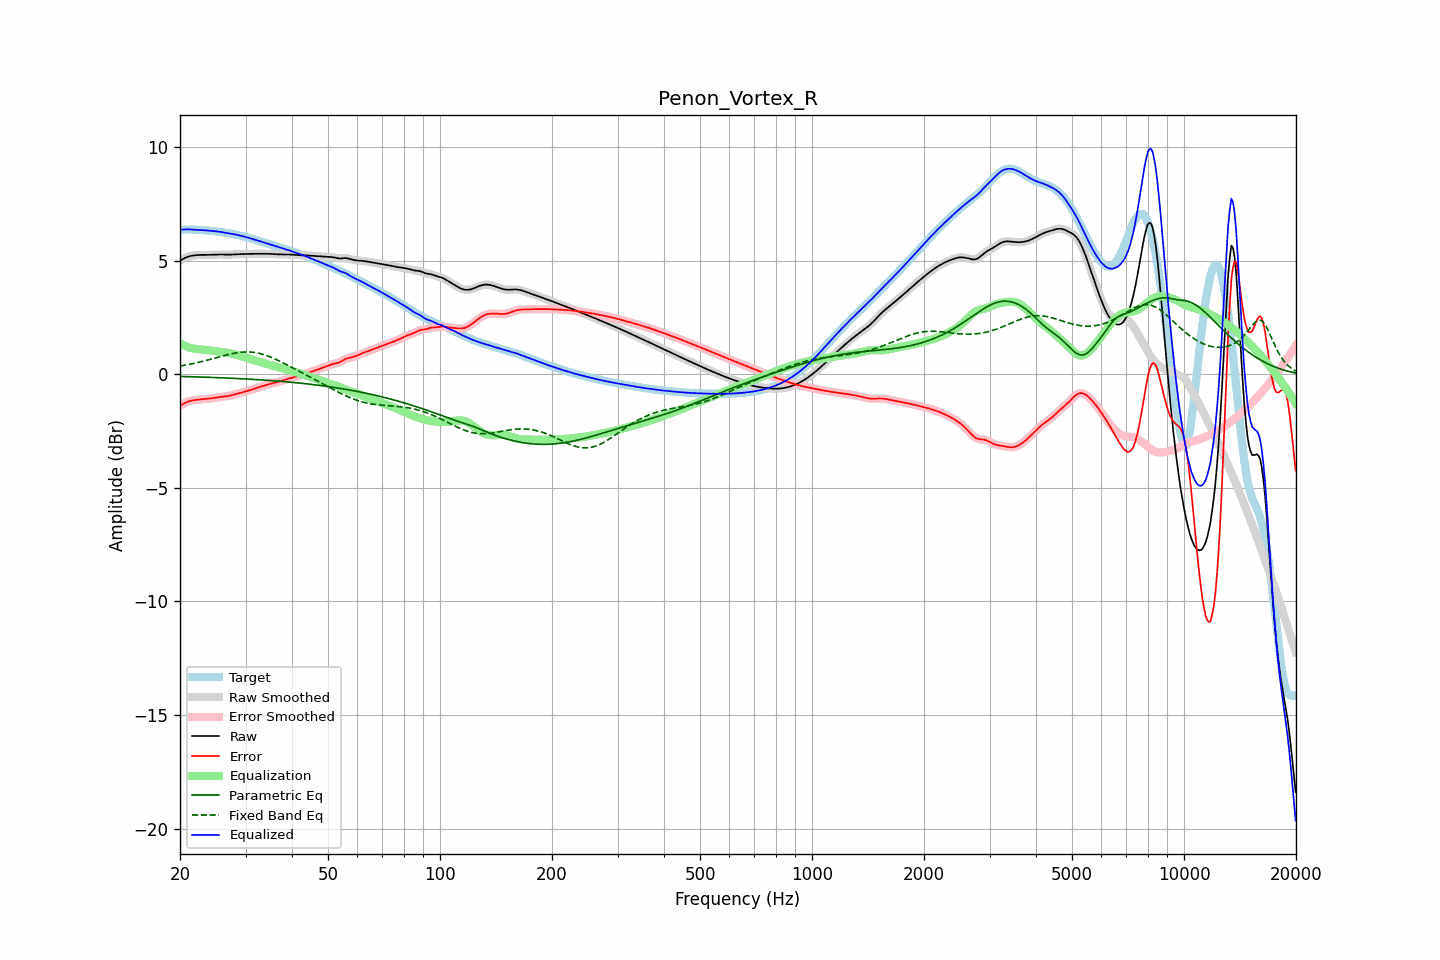 Penon_Vortex_R
10
5
0
−5
−10
−15
−20
Amplitude (dBr)
Target
Raw Smoothed
Error Smoothed
Raw
Error
Equalization
Parametric Eq
Fixed Band Eq
Equalized
20 50 100 200 500 1000 2000 5000 10000 20000
Frequency (Hz)